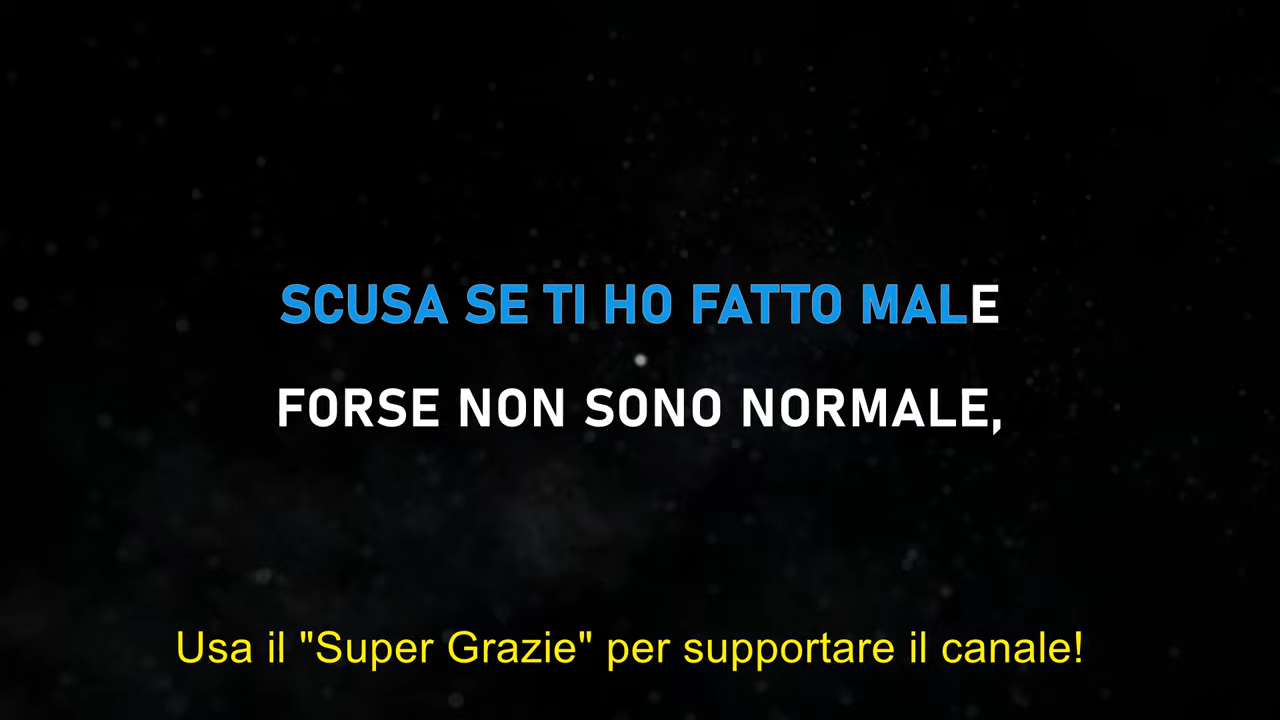 SCUSA SE TI HO FATTO MALE
FORSE NON SONO NORMALE,
Usa il "Super Grazie" per supportare il canale!